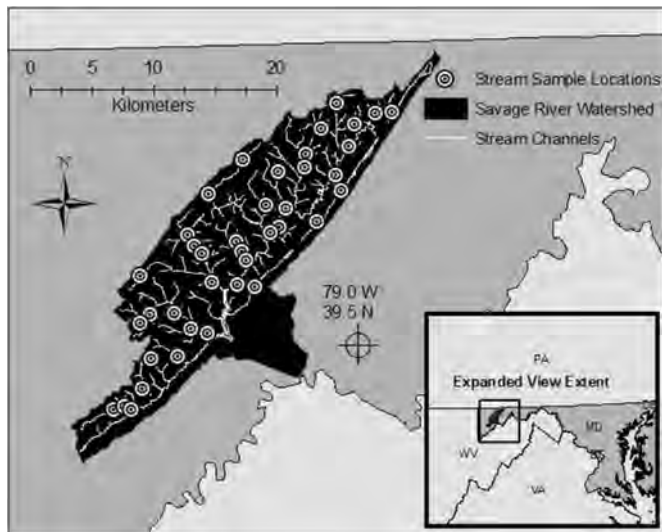 0 5 10 20
Kilometers
Stream Sample Locations
Savage River Watershed
Stream Channels
N
79.0 W
39.5 N
PA
Expanded View Extent
MD
WV
VA